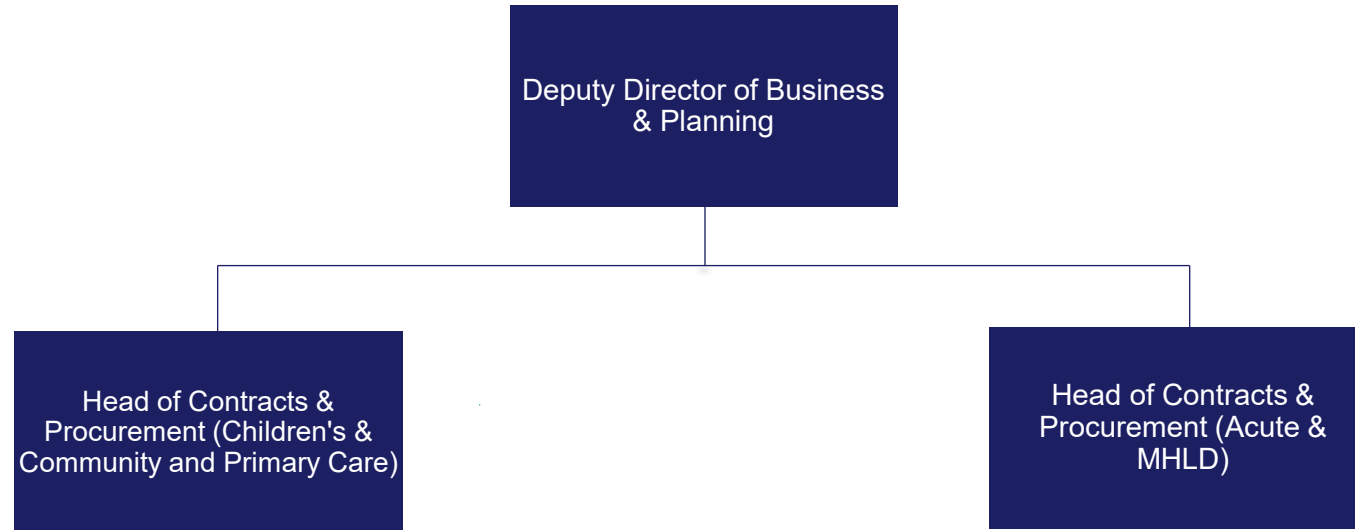 Deputy Director of Business
& Planning
Head of Contracts &
Procurement (Children's &
Community and Primary Care)
Head of Contracts &
Procurement (Acute &
MHLD)